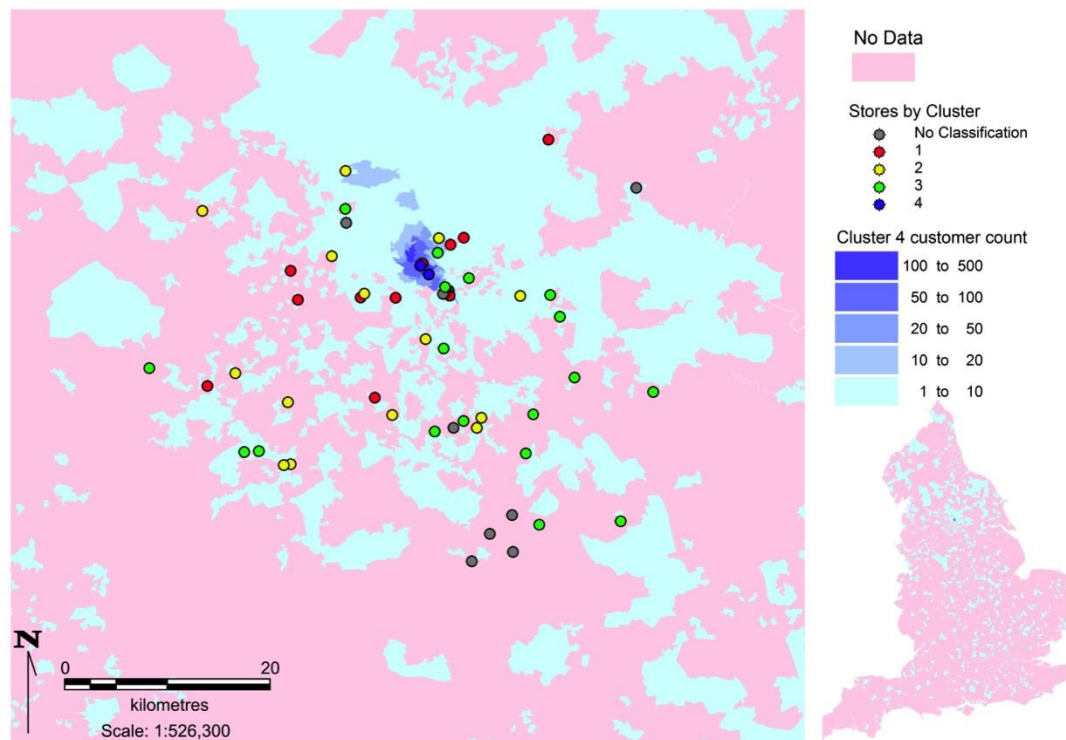 No Data
Stores by Cluster
No Classification
1
2
3
4
Cluster 4 customer count
100 to 500
50 to 100
20 to 50
10 to 20
1 to 10
N
0 20
kilometres
Scale: 1:526,300